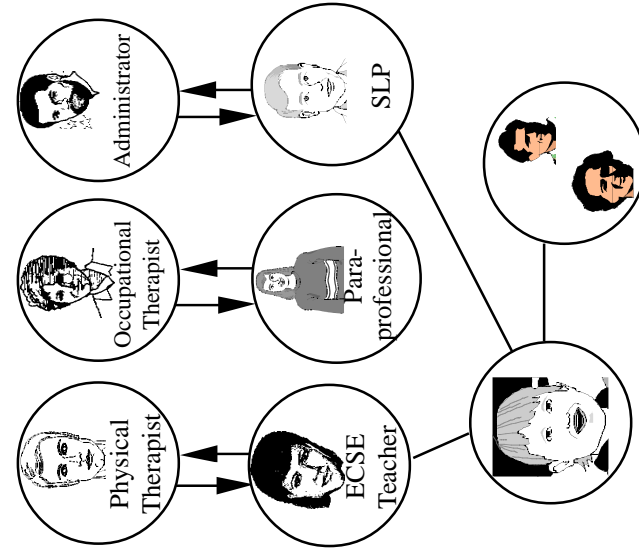 Physical
Therapist
Occupational
Therapist
Administrator
ECSE
Teacher
Para-
professional
SLP